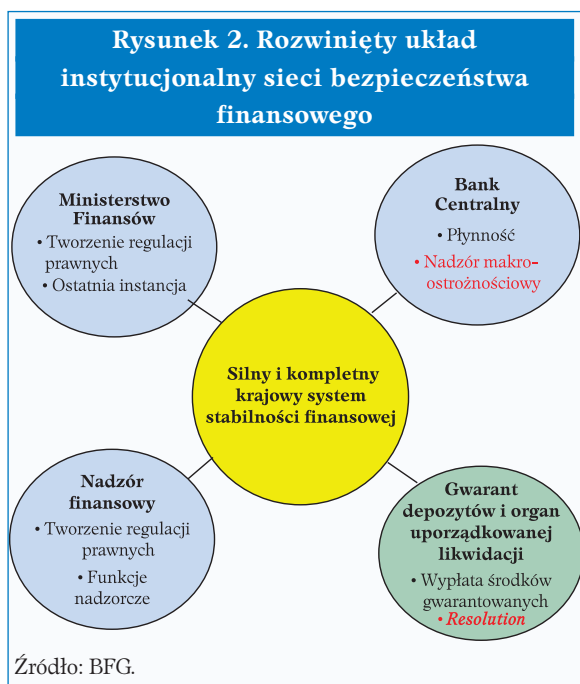 Rysunek 2. Rozwinięty układ
instytucjonalny sieci bezpieczeństwa
finansowego
Ministerstwo
Finansów
• Tworzenie regulacji
prawnych
• Ostatnia instancja
Bank
Centralny
• Płynność
• Nadzór makro-
ostrożnościowy
Silny i kompletny
krajowy system
stabilności finansowej
Nadzór
finansowy
• Tworzenie regulacji
prawnych
• Funkcje
nadzorcze
Gwarant
depozytów i organ
uporządkowanej
likwidacji
• Wypłata środków
gwarantowanych
• Resolution
Źródło: BFG.